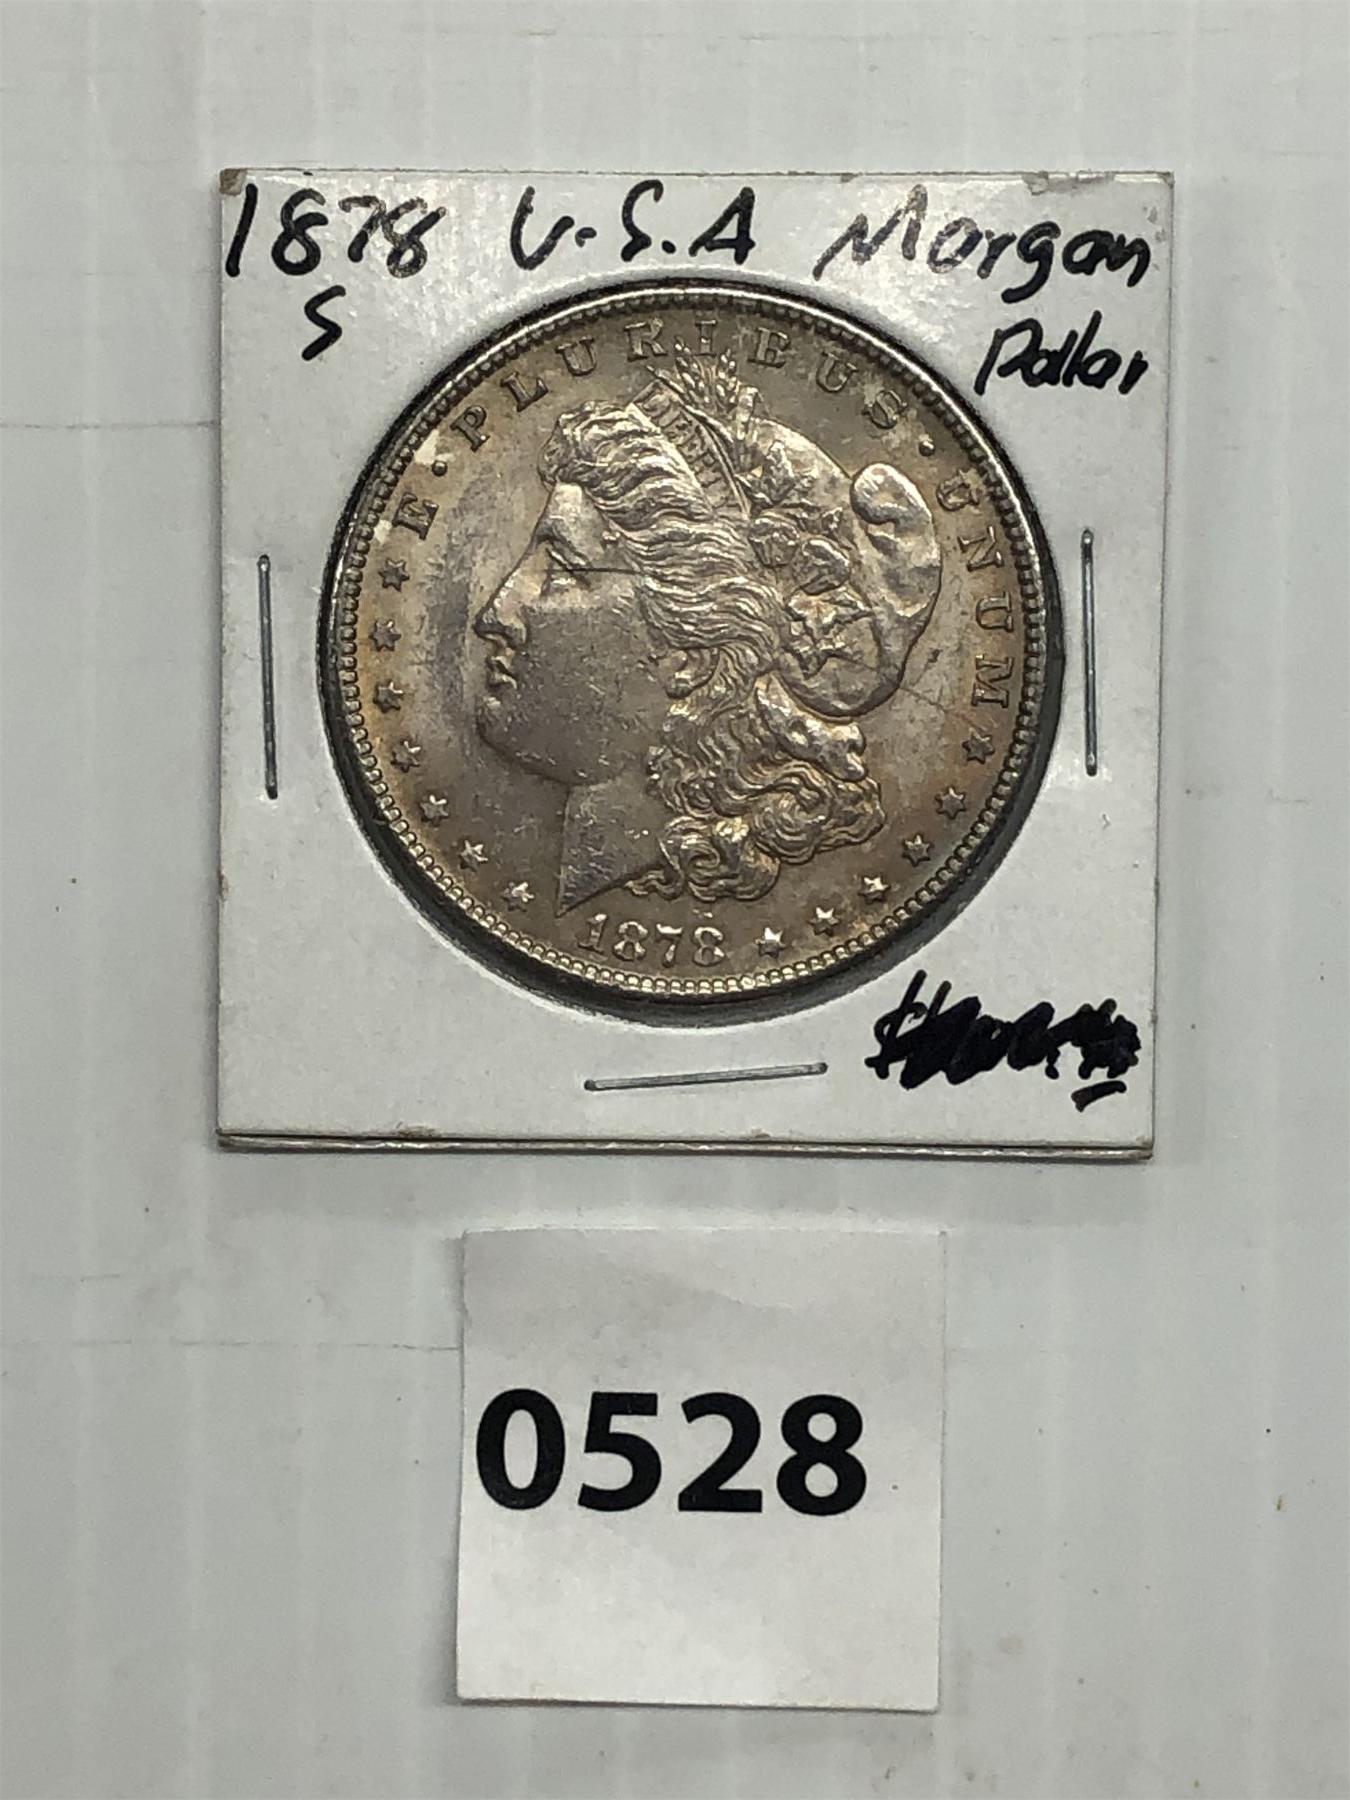 1878 U.S.A Morgan
S
Dollar
E · PLURIBUS · UNUM
LIBERTY
1878
0528